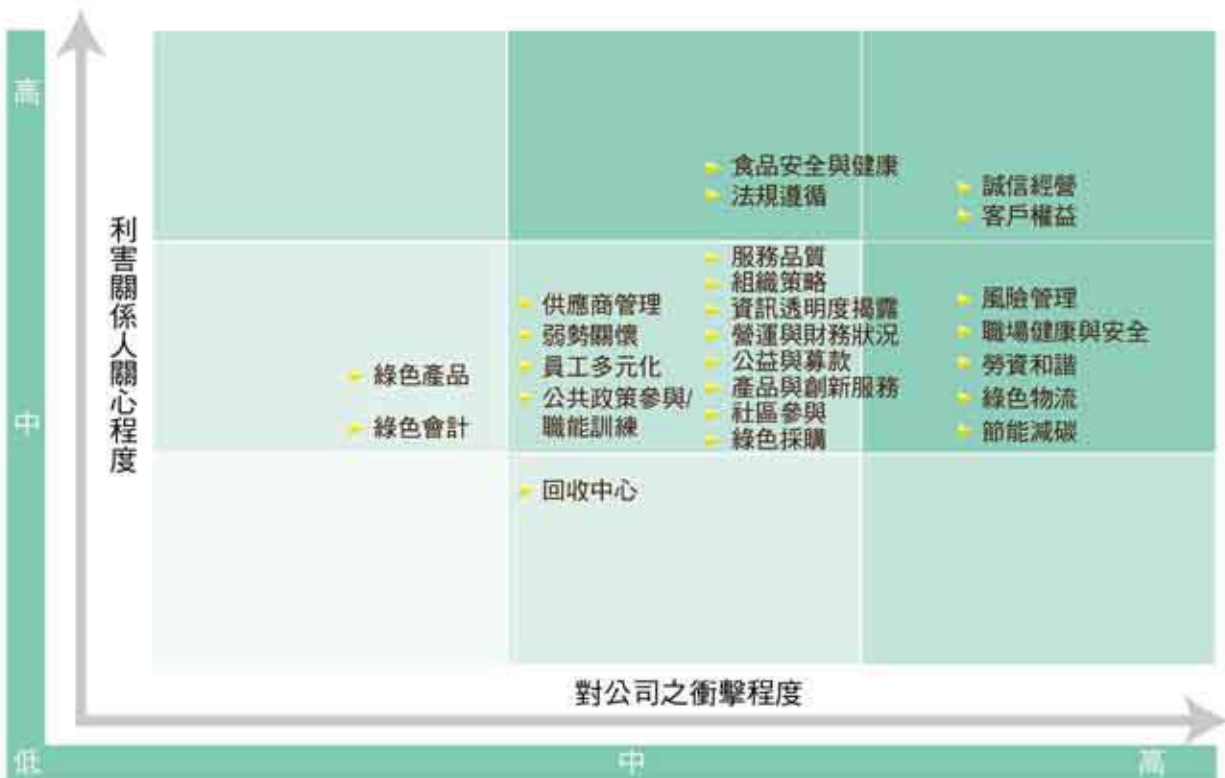 高
食品安全與健康
法規遵循
誠信經營
客戶權益
利害關係人關心程度
服務品質
組織策略
資訊透明度揭露
營運與財務狀況
公益與募款
產品與創新服務
社區參與
綠色採購
供應商管理
弱勢關懷
員工多元化
公共政策參與/
職能訓練
風險管理
職場健康與安全
勞資和諧
綠色物流
節能減碳
綠色產品
綠色會計
中
回收中心
對公司之衝擊程度
低
中
高